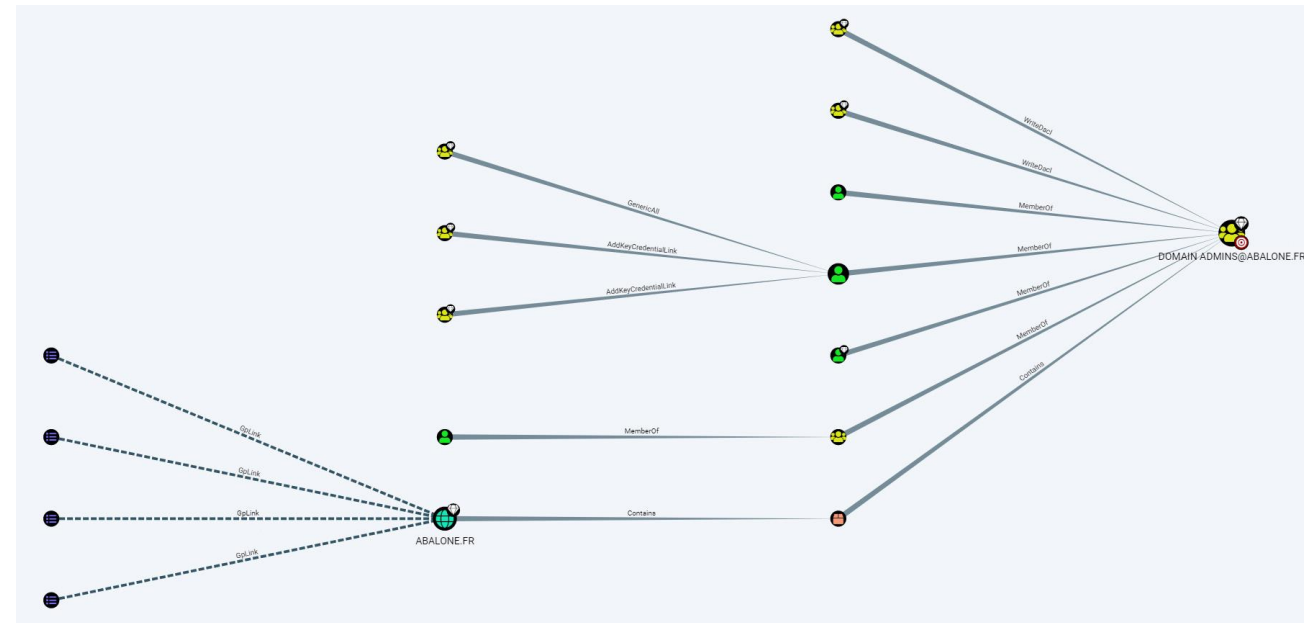 WriteDacl
WriteDacl
GenericAll
MemberOf
AddKeyCredentialLink
MemberOf
DOMAIN ADMINS@ABALONE.FR
AddKeyCredentialLink
MemberOf
MemberOf
Contains
GpLink
MemberOf
GpLink
GpLink
Contains
ABALONE.FR
GpLink